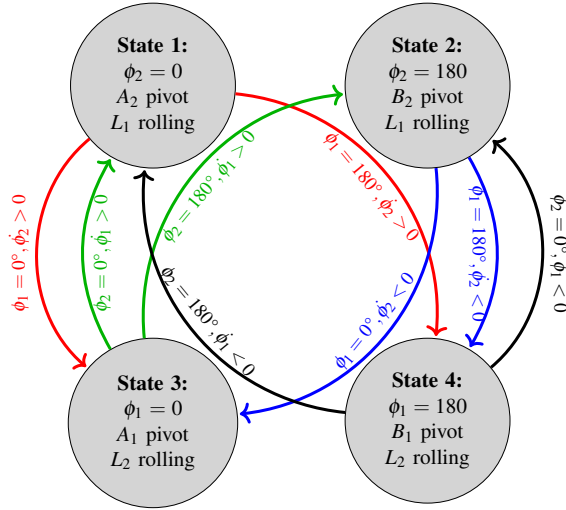 State 1:
ϕ₂ = 0
A₂ pivot
L₁ rolling
State 2:
ϕ₂ = 180
B₂ pivot
L₁ rolling
ϕ₁ = 0°, ϕ̇₂ > 0
ϕ₂ = 0°, ϕ̇₁ > 0
ϕ₂ = 180°, ϕ̇₁ > 0
ϕ₁ = 180°, ϕ̇₂ > 0
ϕ₂ = 180°, ϕ̇₁ < 0
ϕ₁ = 0°, ϕ̇₂ < 0
ϕ₁ = 180°, ϕ̇₂ < 0
ϕ₂ = 0°, ϕ̇₁ < 0
State 3:
ϕ₁ = 0
A₁ pivot
L₂ rolling
State 4:
ϕ₁ = 180
B₁ pivot
L₂ rolling